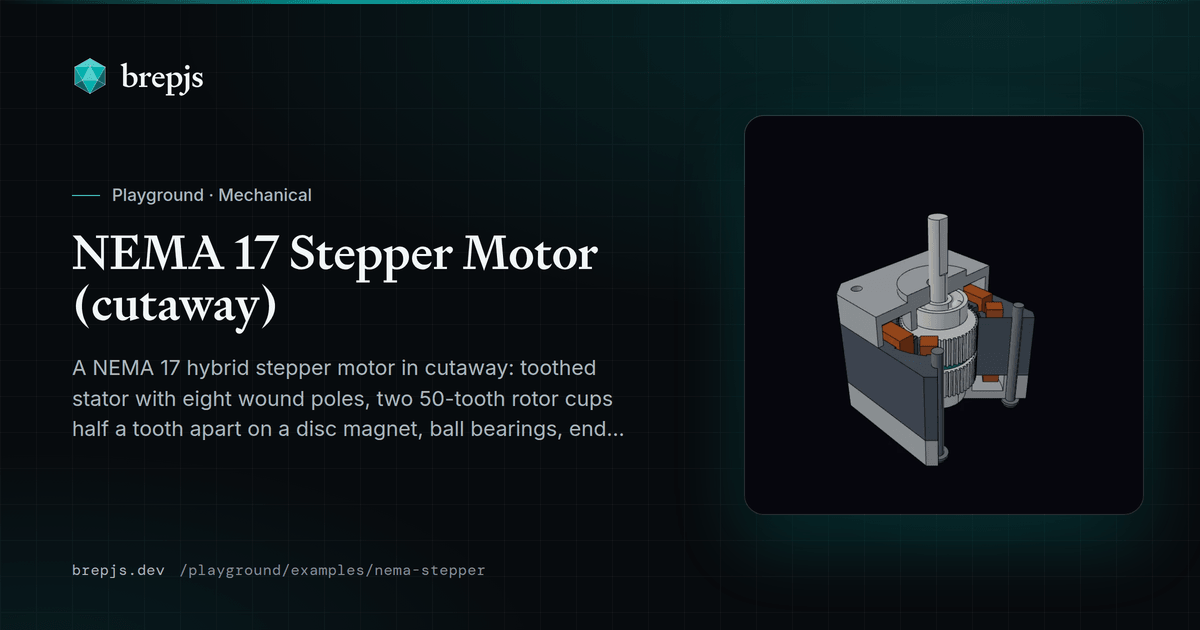 brepjs
Playground · Mechanical
NEMA 17 Stepper Motor
(cutaway)
A NEMA 17 hybrid stepper motor in cutaway: toothed
stator with eight wound poles, two 50-tooth rotor cups
half a tooth apart on a disc magnet, ball bearings, end...
brepjs.dev /playground/examples/nema-stepper